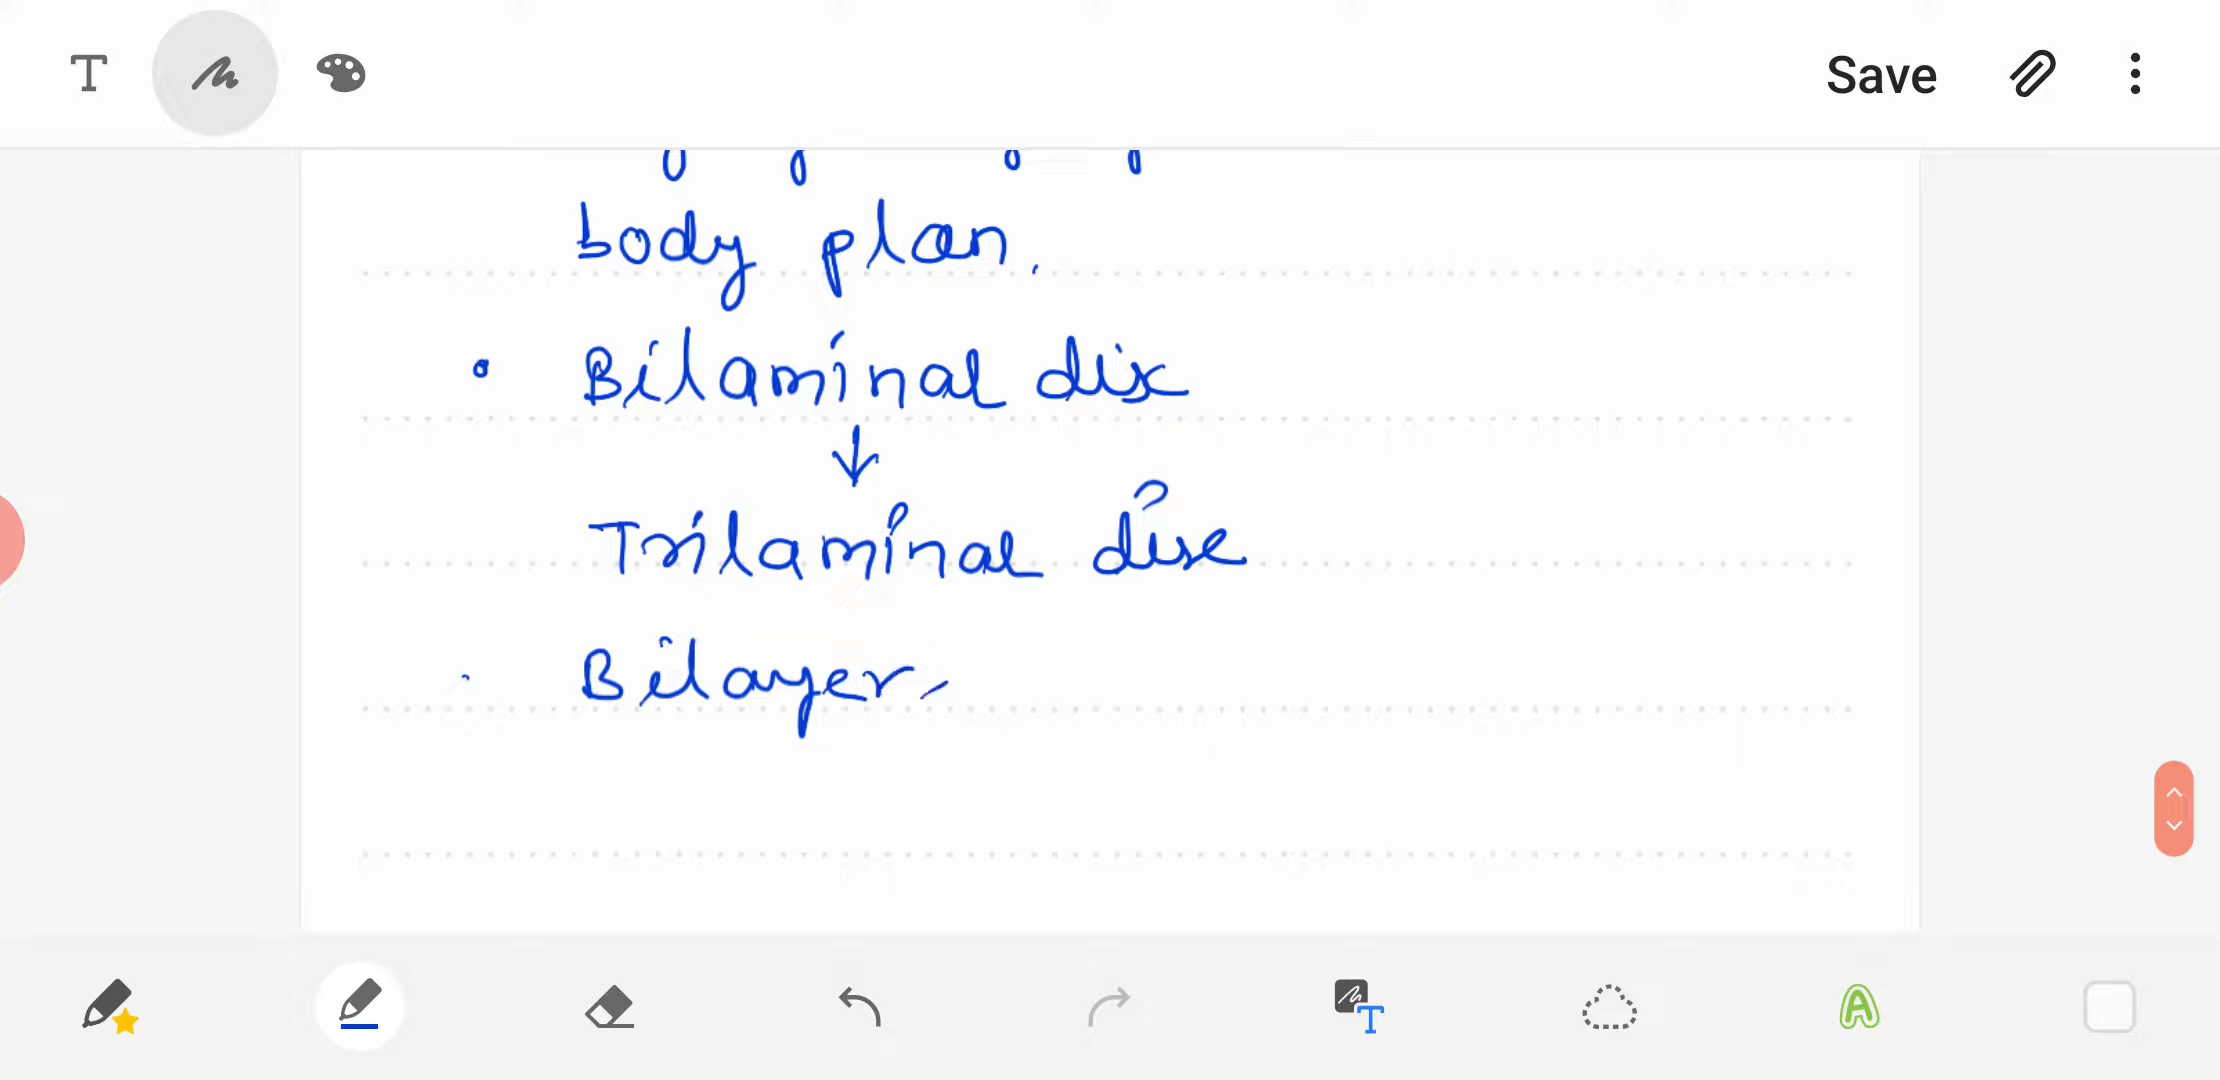 Save
body plan.
• Bilaminal disc
↓
Trilaminal disc
Bilayer